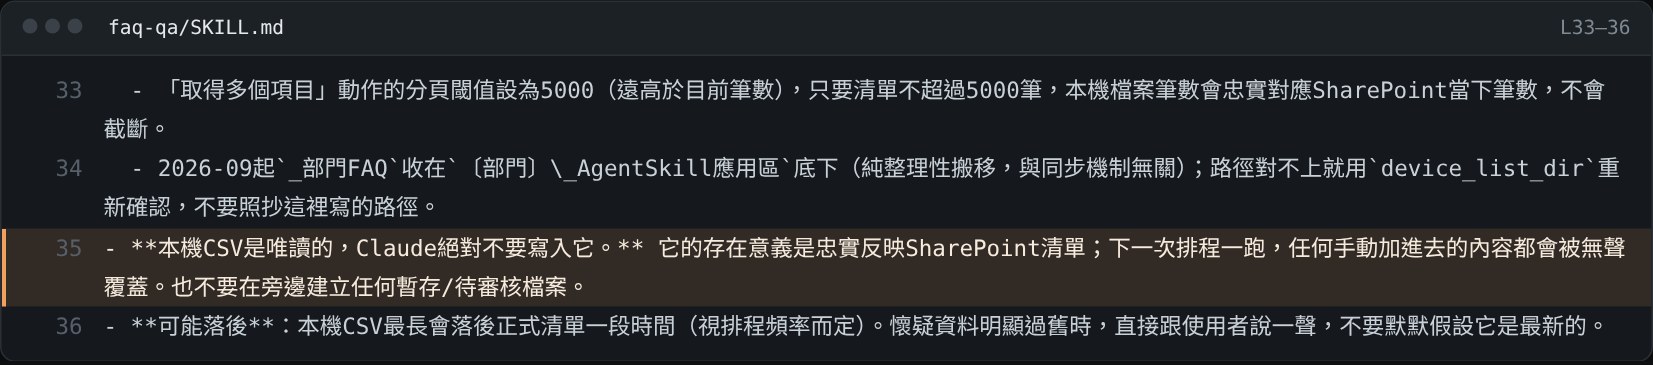 faq-qa/SKILL.md
L33–36
33 - 「取得多個項目」動作的分頁閾值設為5000（遠高於目前筆數），只要清單不超過5000筆，本機檔案筆數會忠實對應SharePoint當下筆數，不會
截斷。
34 - 2026-09起`_部門FAQ`收在`〔部門〕\_AgentSkill應用區`底下（純整理性搬移，與同步機制無關）；路徑對不上就用`device_list_dir`重
新確認，不要照抄這裡寫的路徑。
35 - **本機CSV是唯讀的，Claude絕對不要寫入它。** 它的存在意義是忠實反映SharePoint清單；下一次排程一跑，任何手動加進去的內容都會被無聲
覆蓋。也不要在旁邊建立任何暫存/待審核檔案。
36 - **可能落後**：本機CSV最長會落後正式清單一段時間（視排程頻率而定）。懷疑資料明顯過舊時，直接跟使用者說一聲，不要默默假設它是最新的。